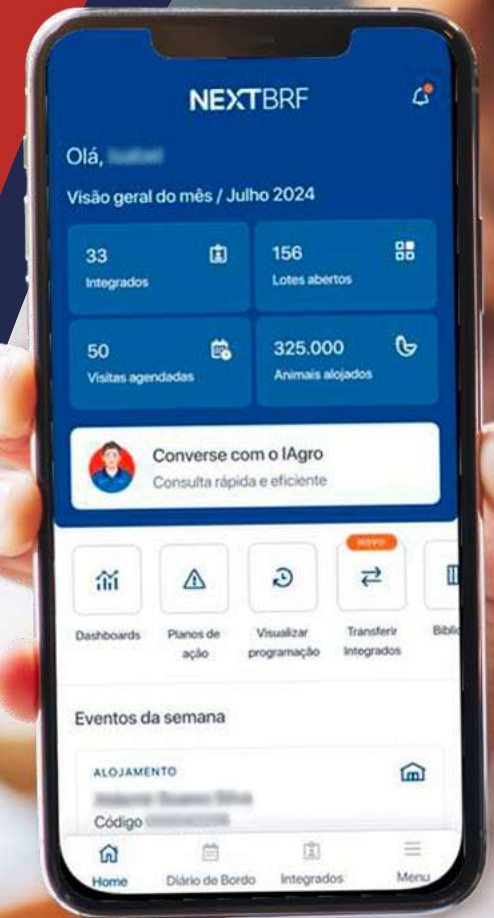 NEXTBRF
Olá,
Visão geral do mês / Julho 2024
33
Integrados
156
Lotes abertos
50
Visitas agendadas
325.000
Animais alojados
Converse com o IAgro
Consulta rápida e eficiente
NOVO
Dashboards
Planos de
ação
Visualizar
programação
Transferir
Integrados
Eventos da semana
ALOJAMENTO
Código
Home
Diário de Bordo
Integrados
Menu